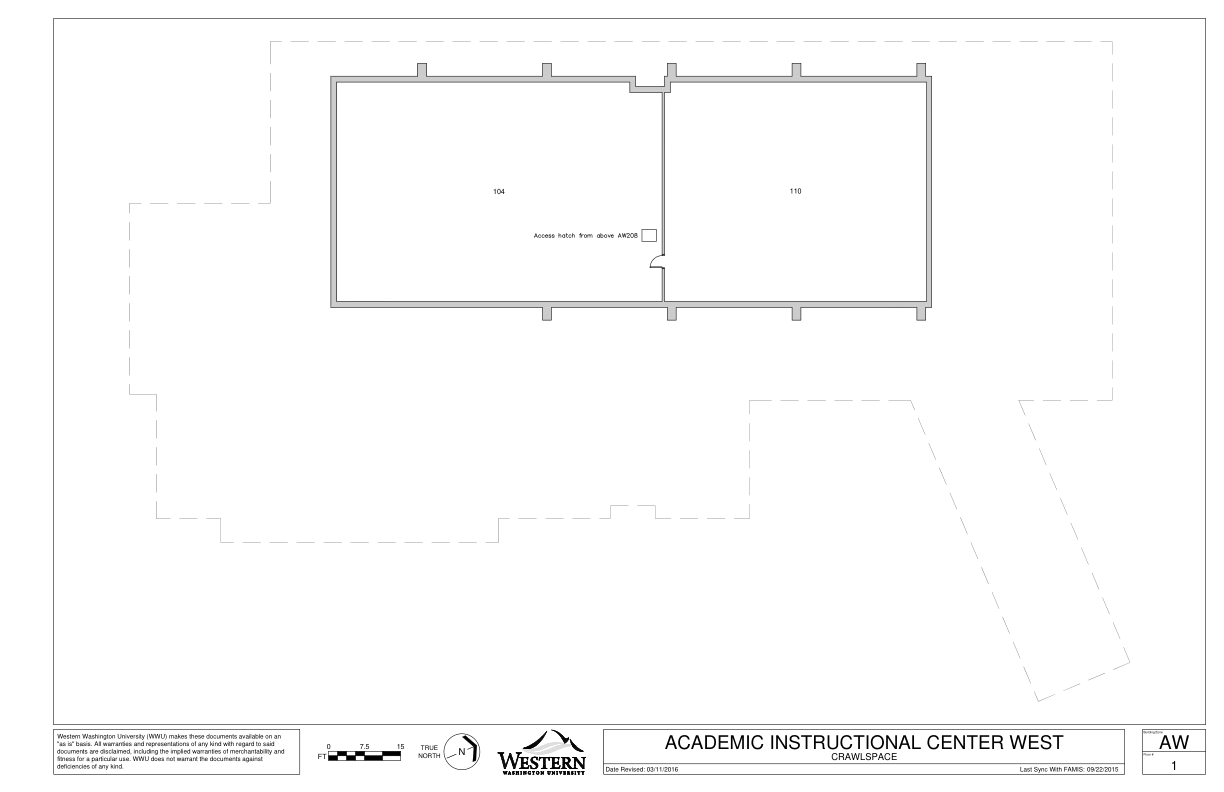 104
110
Access hatch from above AW208
Western Washington University (WWU) makes these documents available on an
"as is" basis. All warranties and representations of any kind with regard to said
documents are disclaimed, including the implied warranties of merchantability and
fitness for a particular use. WWU does not warrant the documents against
deficiencies of any kind.
FT
0 7.5 15
TRUE
NORTH
N
WESTERN
WASHINGTON UNIVERSITY
ACADEMIC INSTRUCTIONAL CENTER WEST
CRAWLSPACE
Date Revised: 03/11/2016
Last Sync With FAMIS: 09/22/2015
AW
1